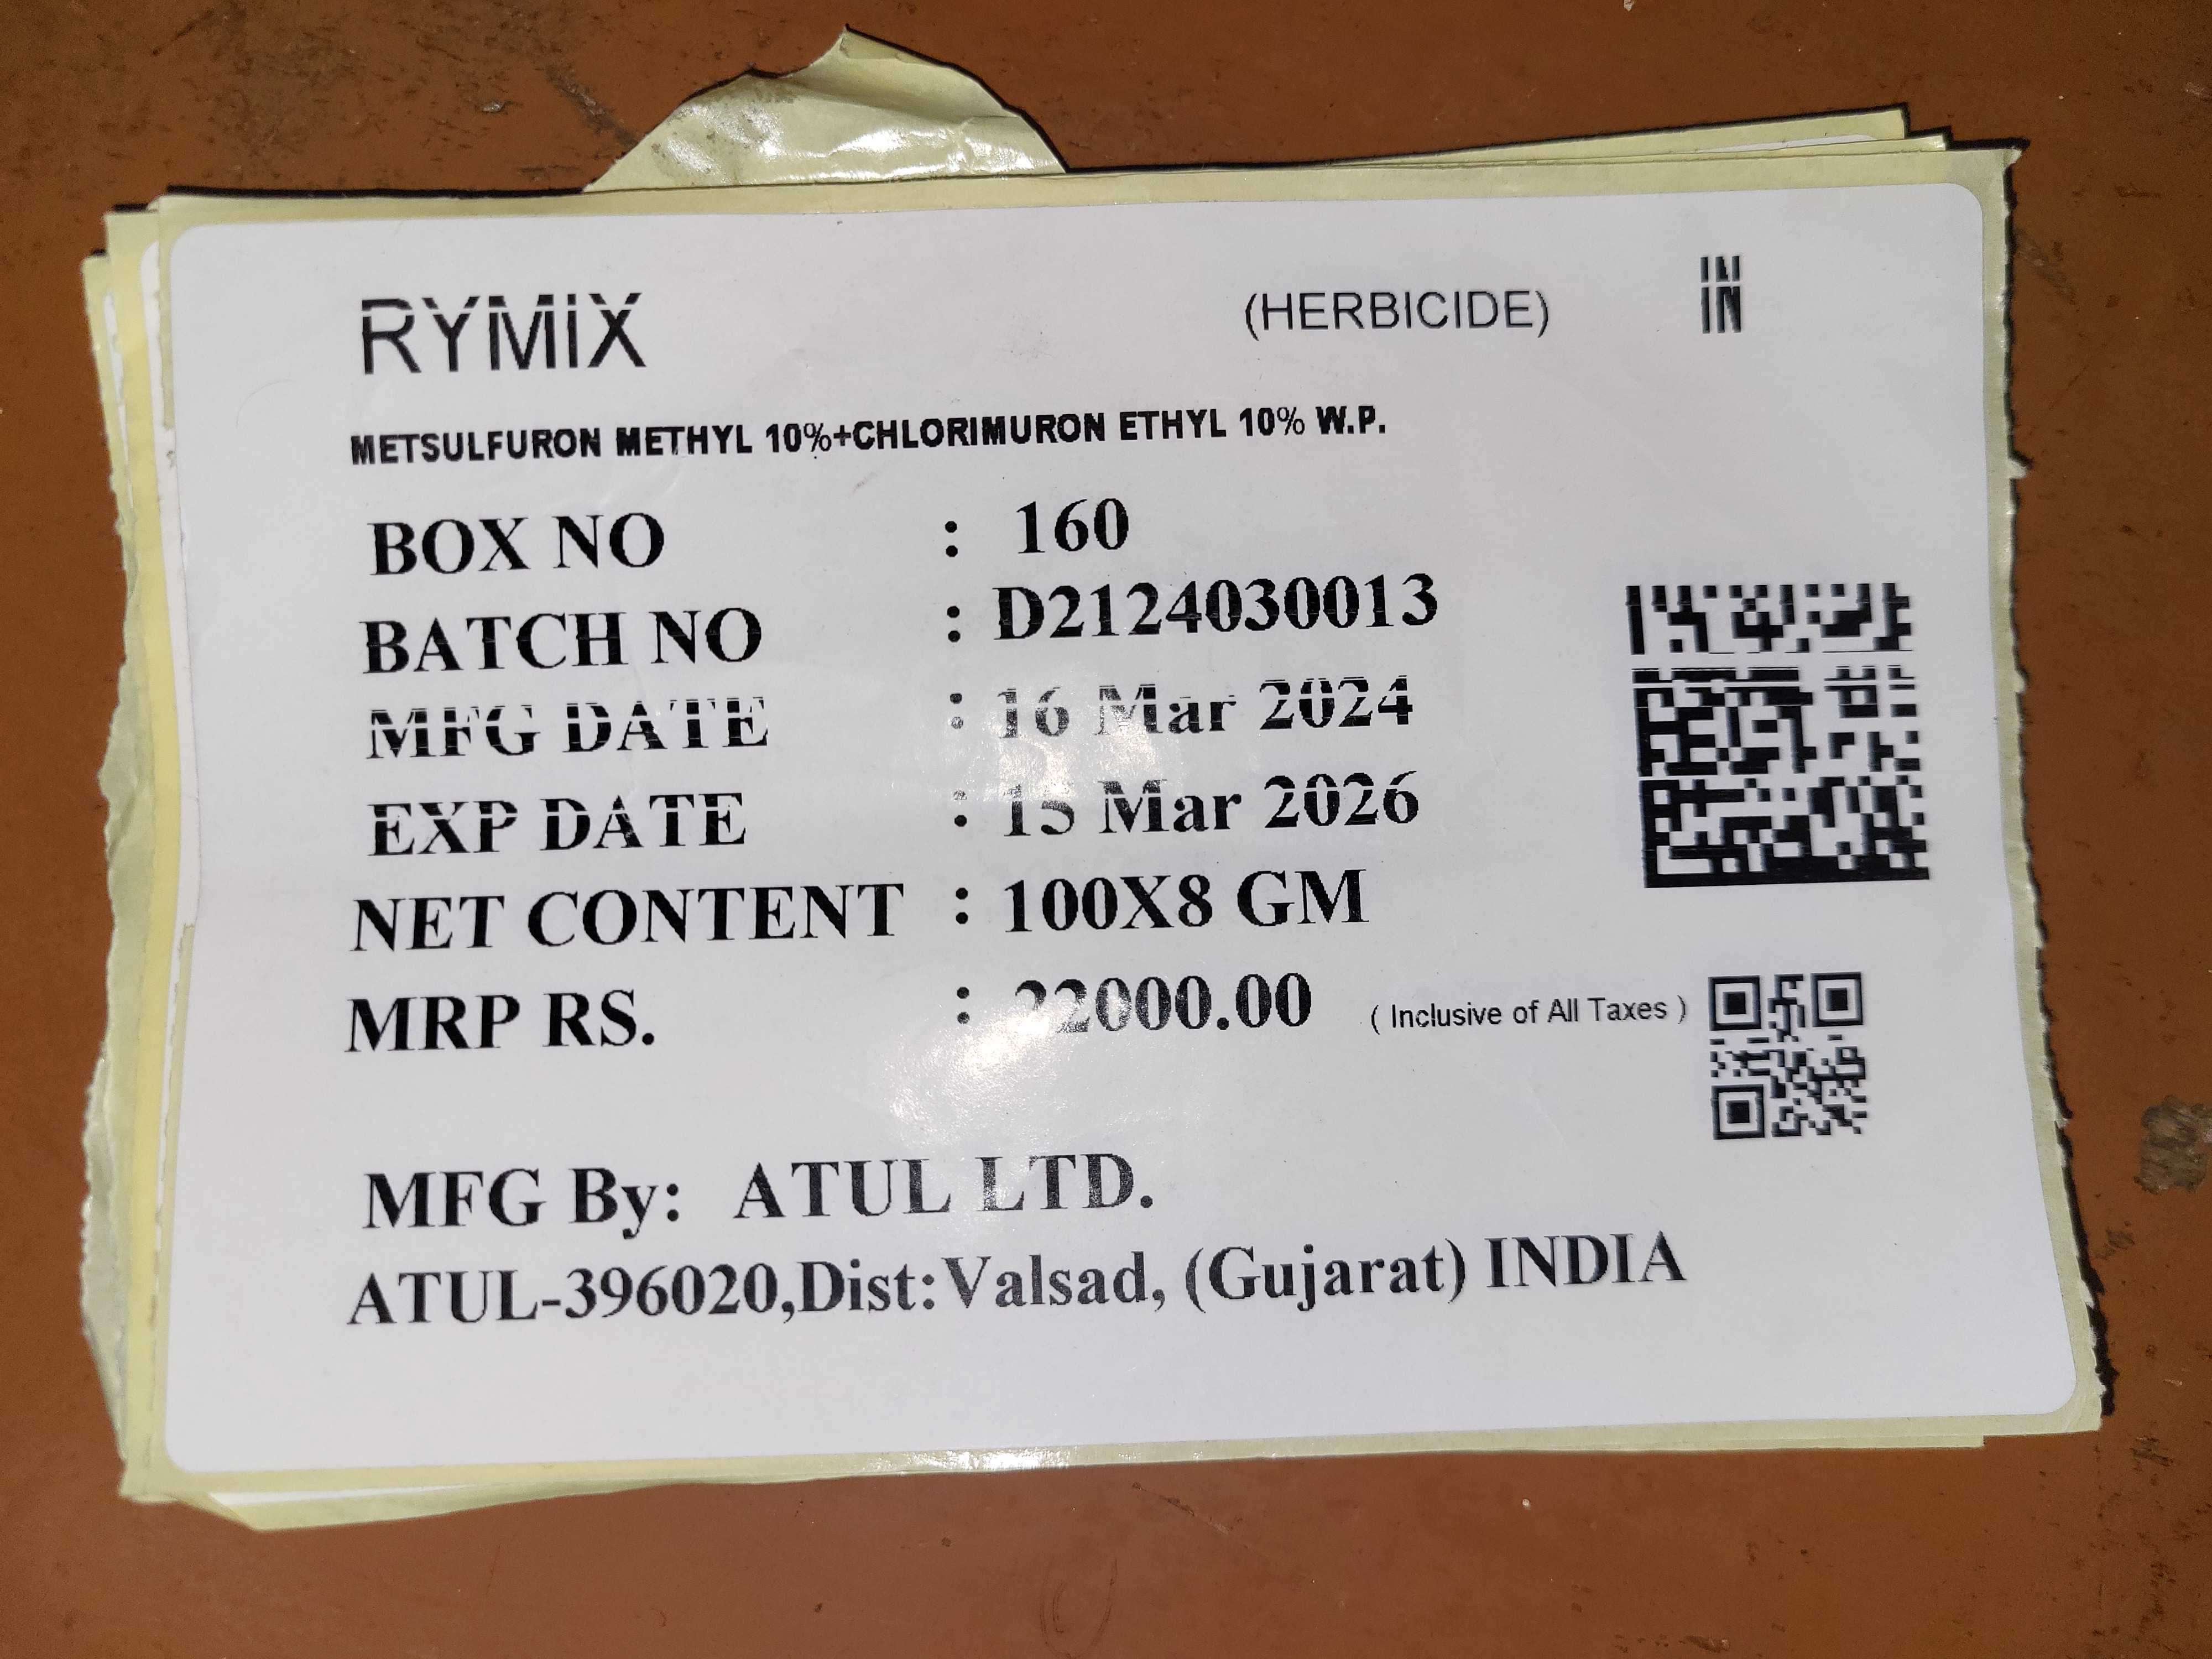 RYMIX (HERBICIDE) IN
METSULFURON METHYL 10%+CHLORIMURON ETHYL 10% W.P.
BOX NO : 160
BATCH NO : D2124030013
MFG DATE : 16 Mar 2024
EXP DATE : 15 Mar 2026
NET CONTENT : 100X8 GM
MRP RS. : 22000.00 ( Inclusive of All Taxes )
MFG By: ATUL LTD.
ATUL-396020,Dist:Valsad, (Gujarat) INDIA